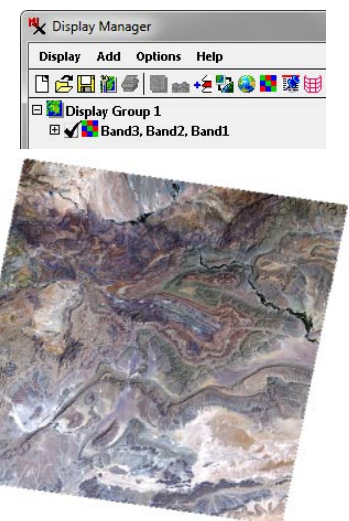 Display Manager
Display Add Options Help
Display Group 1
Band3, Band2, Band1